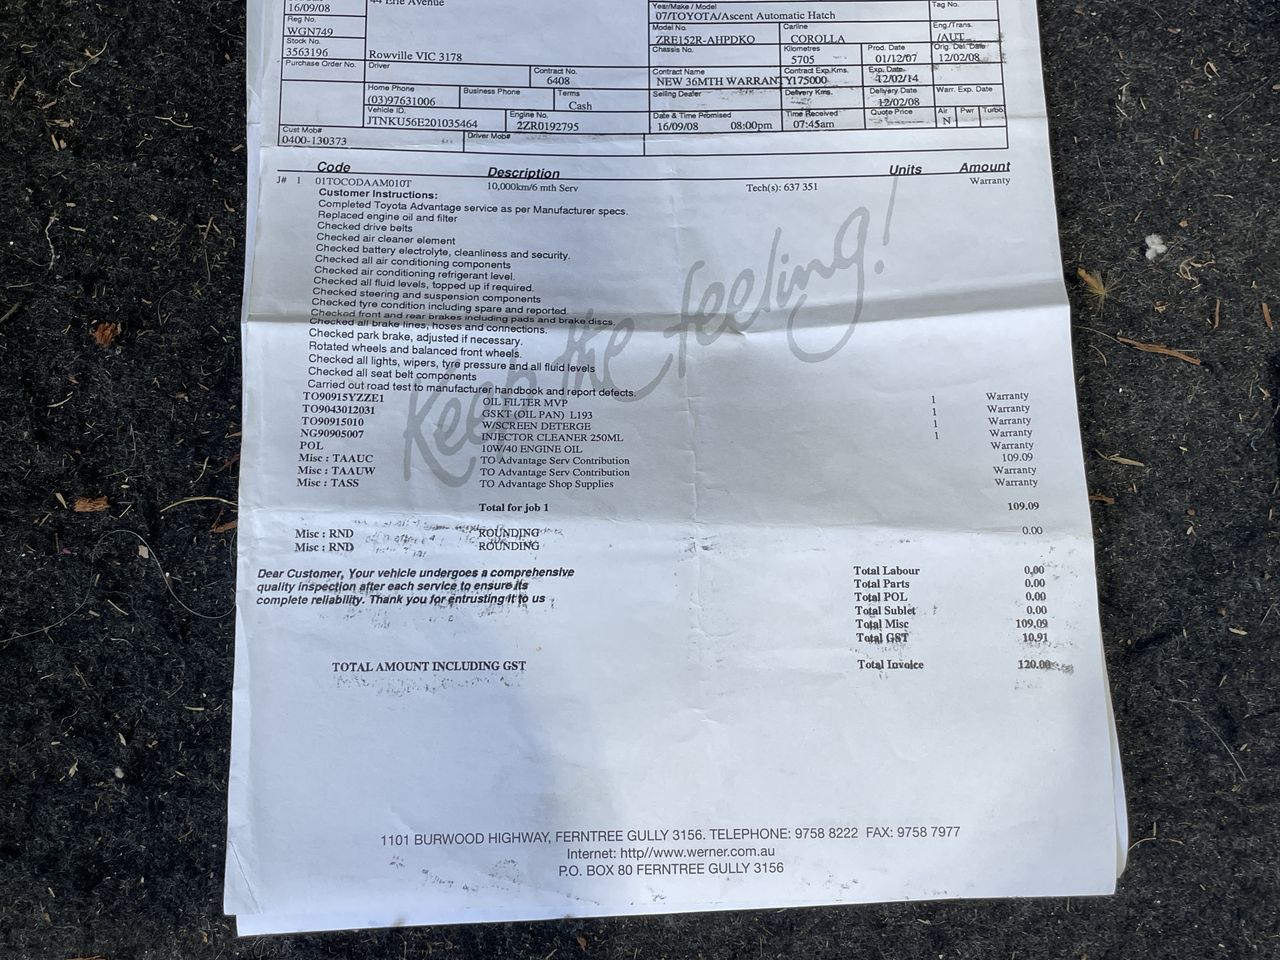 16/09/08
44 Erie Avenue
Year/Make / Model
07/TOYOTA/Ascent Automatic Hatch
Tag No.
Reg No.
WGN749
Model No.
ZRE152R-AHPDKO
Carline
COROLLA
Eng./Trans.
/AUT
Stock No.
3563196
Rowville VIC 3178
Chassis No.
Kilometres
5705
Prod. Date
01/12/07
Orig. Del. Date
12/02/08
Purchase Order No.
Driver
Contract No.
6408
Contract Name
NEW 36MTH WARRANTY
Contract Exp.Kms.
175000
Exp. Date
12/02/14
Home Phone
(03)97631006
Business Phone
Terms
Cash
Selling Dealer
Delivery Kms.
Delivery Date
12/02/08
Warr. Exp. Date
Vehicle ID.
JTNKU56E201035464
Engine No.
2ZR0192795
Date & Time Promised
16/09/08 08:00pm
Time Received
07:45am
Quote Price
Air Pwr Turbo
N
Cust Mob#
0400-130373
Driver Mob#
Code Description Units Amount
J# 1 01TOCODAAM010T 10,000km/6 mth Serv Tech(s): 637 351 Warranty
Customer Instructions:
Completed Toyota Advantage service as per Manufacturer specs.
Replaced engine oil and filter
Checked drive belts
Checked air cleaner element
Checked battery electrolyte, cleanliness and security.
Checked all air conditioning components
Checked air conditioning refrigerant level.
Checked all fluid levels, topped up if required.
Checked steering and suspension components
Checked tyre condition including spare and reported.
Checked front and rear brakes including pads and brake discs.
Checked all brake lines, hoses and connections.
Checked park brake, adjusted if necessary.
Rotated wheels and balanced front wheels.
Checked all lights, wipers, tyre pressure and all fluid levels
Checked all seat belt components
Carried out road test to manufacturer handbook and report defects.
Keep the feeling!
TO90915YZZE1 OIL FILTER MVP 1 Warranty
TO9043012031 GSKT (OIL PAN) L193 1 Warranty
TO90915010 W/SCREEN DETERGE 1 Warranty
NG90905007 INJECTOR CLEANER 250ML 1 Warranty
POL 10W/40 ENGINE OIL Warranty
Misc : TAAUC TO Advantage Serv Contribution 109.09
Misc : TAAUW TO Advantage Serv Contribution Warranty
Misc : TASS TO Advantage Shop Supplies Warranty
Total for job 1 109.09
Misc : RND ROUNDING 0.00
Misc : RND ROUNDING
Dear Customer, Your vehicle undergoes a comprehensive
quality inspection after each service to ensure its
complete reliability. Thank you for entrusting it to us
Total Labour 0.00
Total Parts 0.00
Total POL 0.00
Total Sublet 0.00
Total Misc 109.09
Total GST 10.91
TOTAL AMOUNT INCLUDING GST Total Invoice 120.00
1101 BURWOOD HIGHWAY, FERNTREE GULLY 3156. TELEPHONE: 9758 8222 FAX: 9758 7977
Internet: http//www.werner.com.au
P.O. BOX 80 FERNTREE GULLY 3156